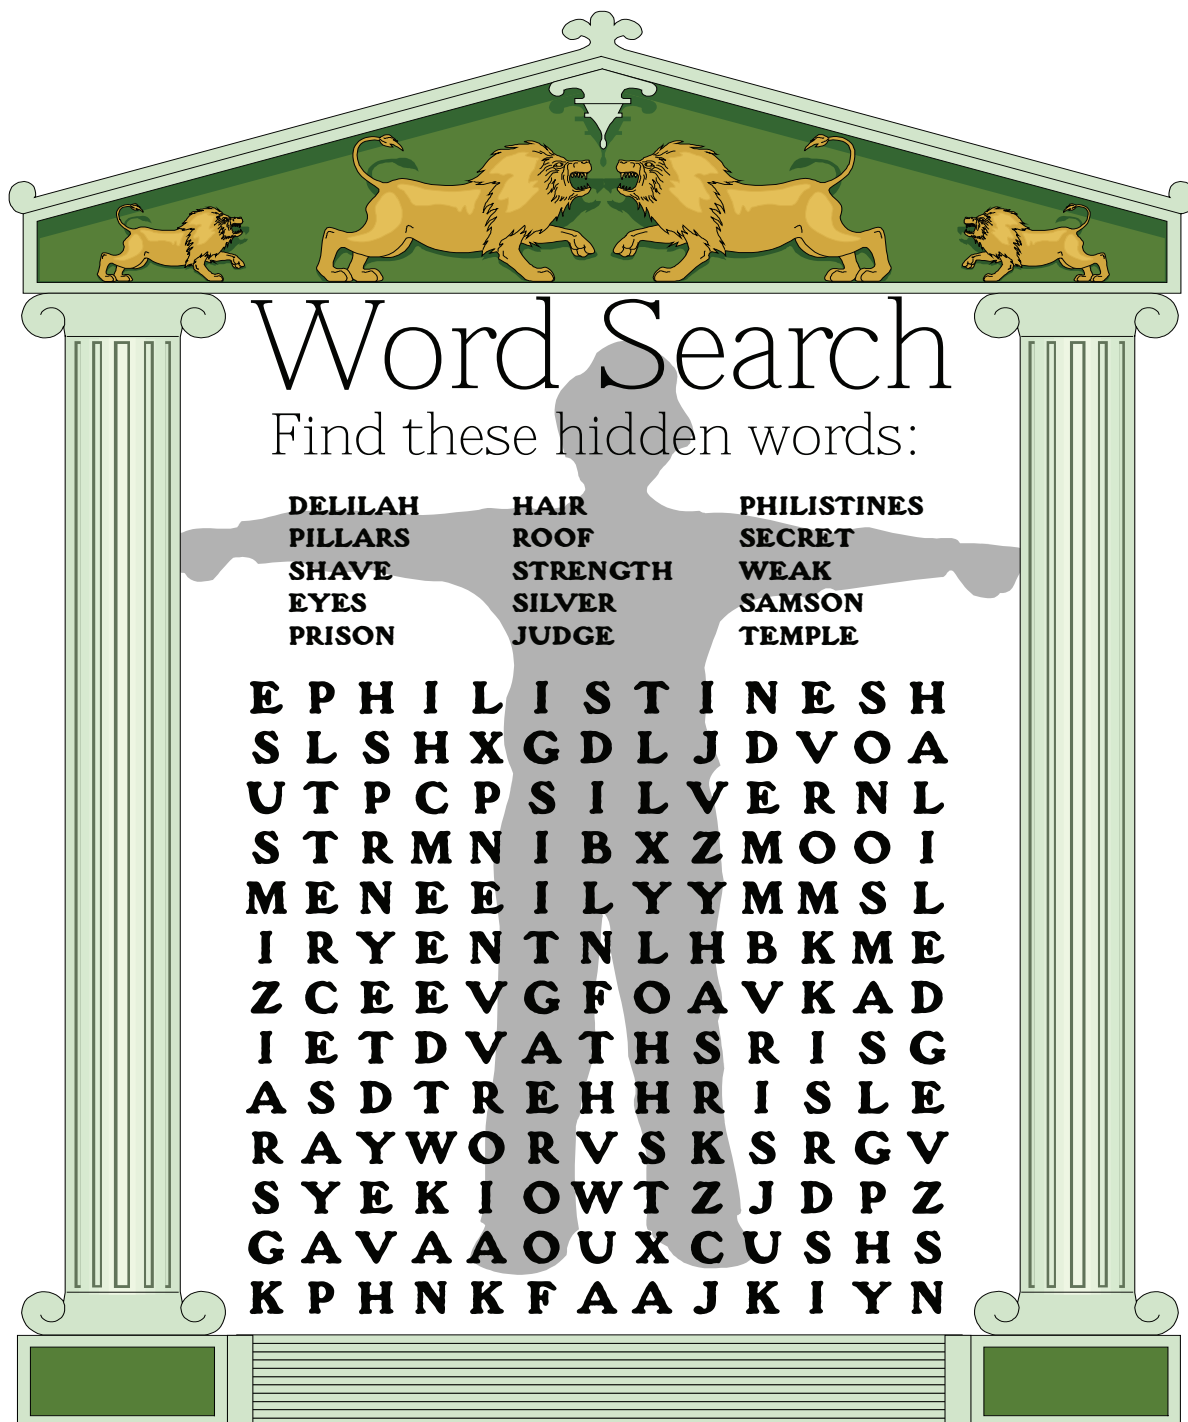 Word Search
Find these hidden words:
DELILAH HAIR PHILISTINES
PILLARS ROOF SECRET
SHAVE STRENGTH WEAK
EYES SILVER SAMSON
PRISON JUDGE TEMPLE
E P H I L I S T I N E S H
S L S H X G D L J D V O A
U T P C P S I L V E R N L
S T R M N I B X Z M O O I
M E N E E I L Y Y M M S L
I R Y E N T N L H B K M E
Z C E E V G F O A V K A D
I E T D V A T H S R I S G
A S D T R E H H R I S L E
R A Y W O R V S K S R G V
S Y E K I O W T Z J D P Z
G A V A A O U X C U S H S
K P H N K F A A J K I Y N